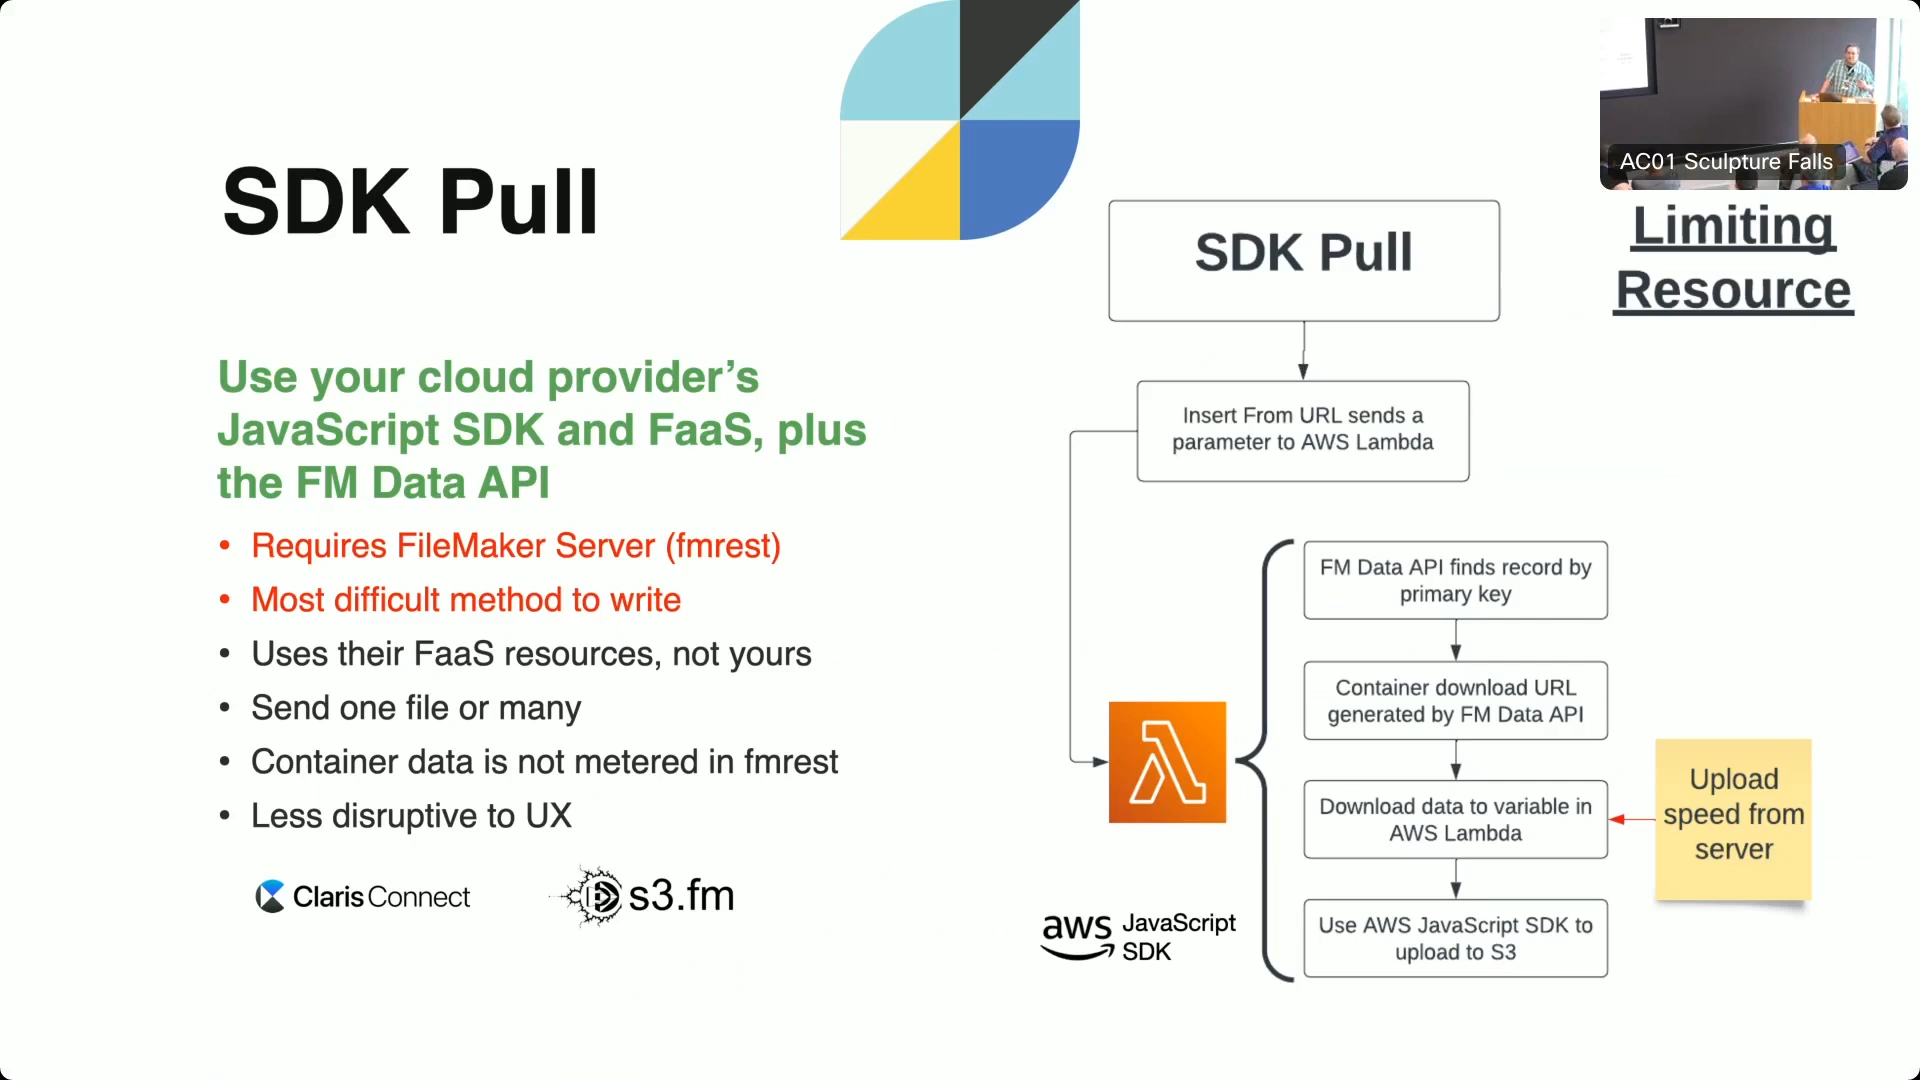 SDK Pull
Use your cloud provider’s
JavaScript SDK and FaaS, plus
the FM Data API
• Requires FileMaker Server (fmrest)
• Most difficult method to write
• Uses their FaaS resources, not yours
• Send one file or many
• Container data is not metered in fmrest
• Less disruptive to UX
Claris Connect
s3.fm
SDK Pull
Insert From URL sends a
parameter to AWS Lambda
FM Data API finds record by
primary key
Container download URL
generated by FM Data API
Download data to variable in
AWS Lambda
Use AWS JavaScript SDK to
upload to S3
aws JavaScript
SDK
AC01 Sculpture Falls
Limiting
Resource
Upload
speed from
server